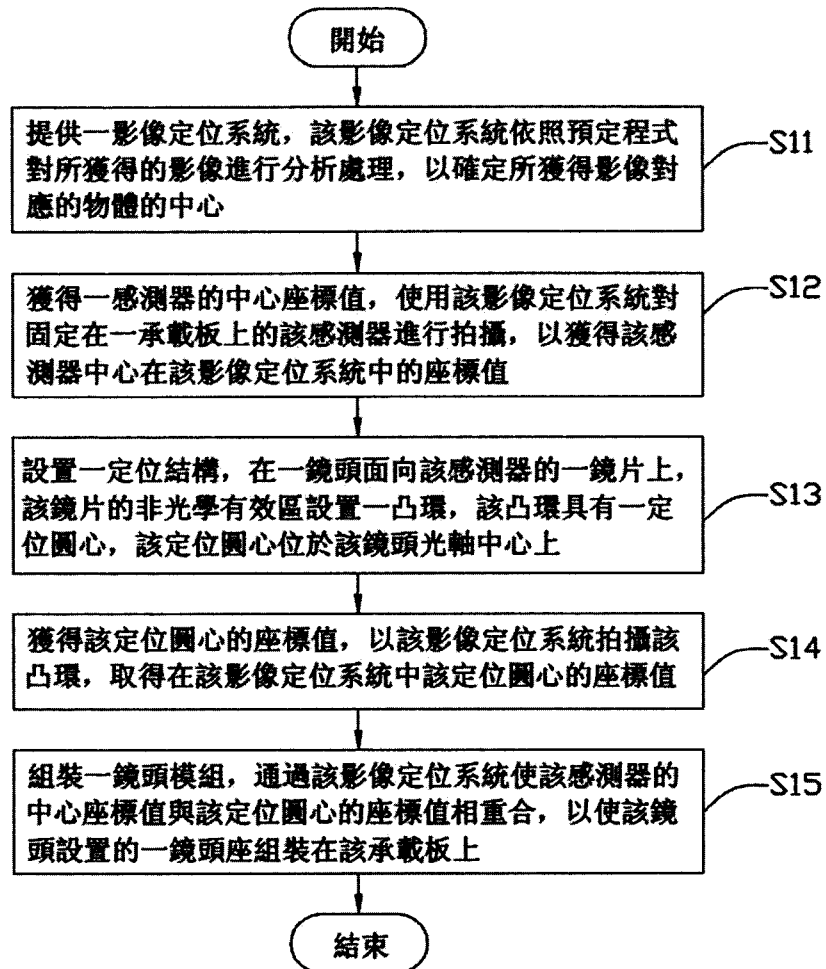 開始
提供一影像定位系統，該影像定位系統依照預定程式
對所獲得的影像進行分析處理，以確定所獲得影像對
應的物體的中心
S11
獲得一感測器的中心座標值，使用該影像定位系統對
固定在一承載板上的該感測器進行拍攝，以獲得該感
測器中心在該影像定位系統中的座標值
S12
設置一定位結構，在一鏡頭面向該感測器的一鏡片上，
該鏡片的非光學有效區設置一凸環，該凸環具有一定
位圓心，該定位圓心位於該鏡頭光軸中心上
S13
獲得該定位圓心的座標值，以該影像定位系統拍攝該
凸環，取得在該影像定位系統中該定位圓心的座標值
S14
組裝一鏡頭模組，通過該影像定位系統使該感測器的
中心座標值與該定位圓心的座標值相重合，以使該鏡
頭設置的一鏡頭座組裝在該承載板上
S15
結束